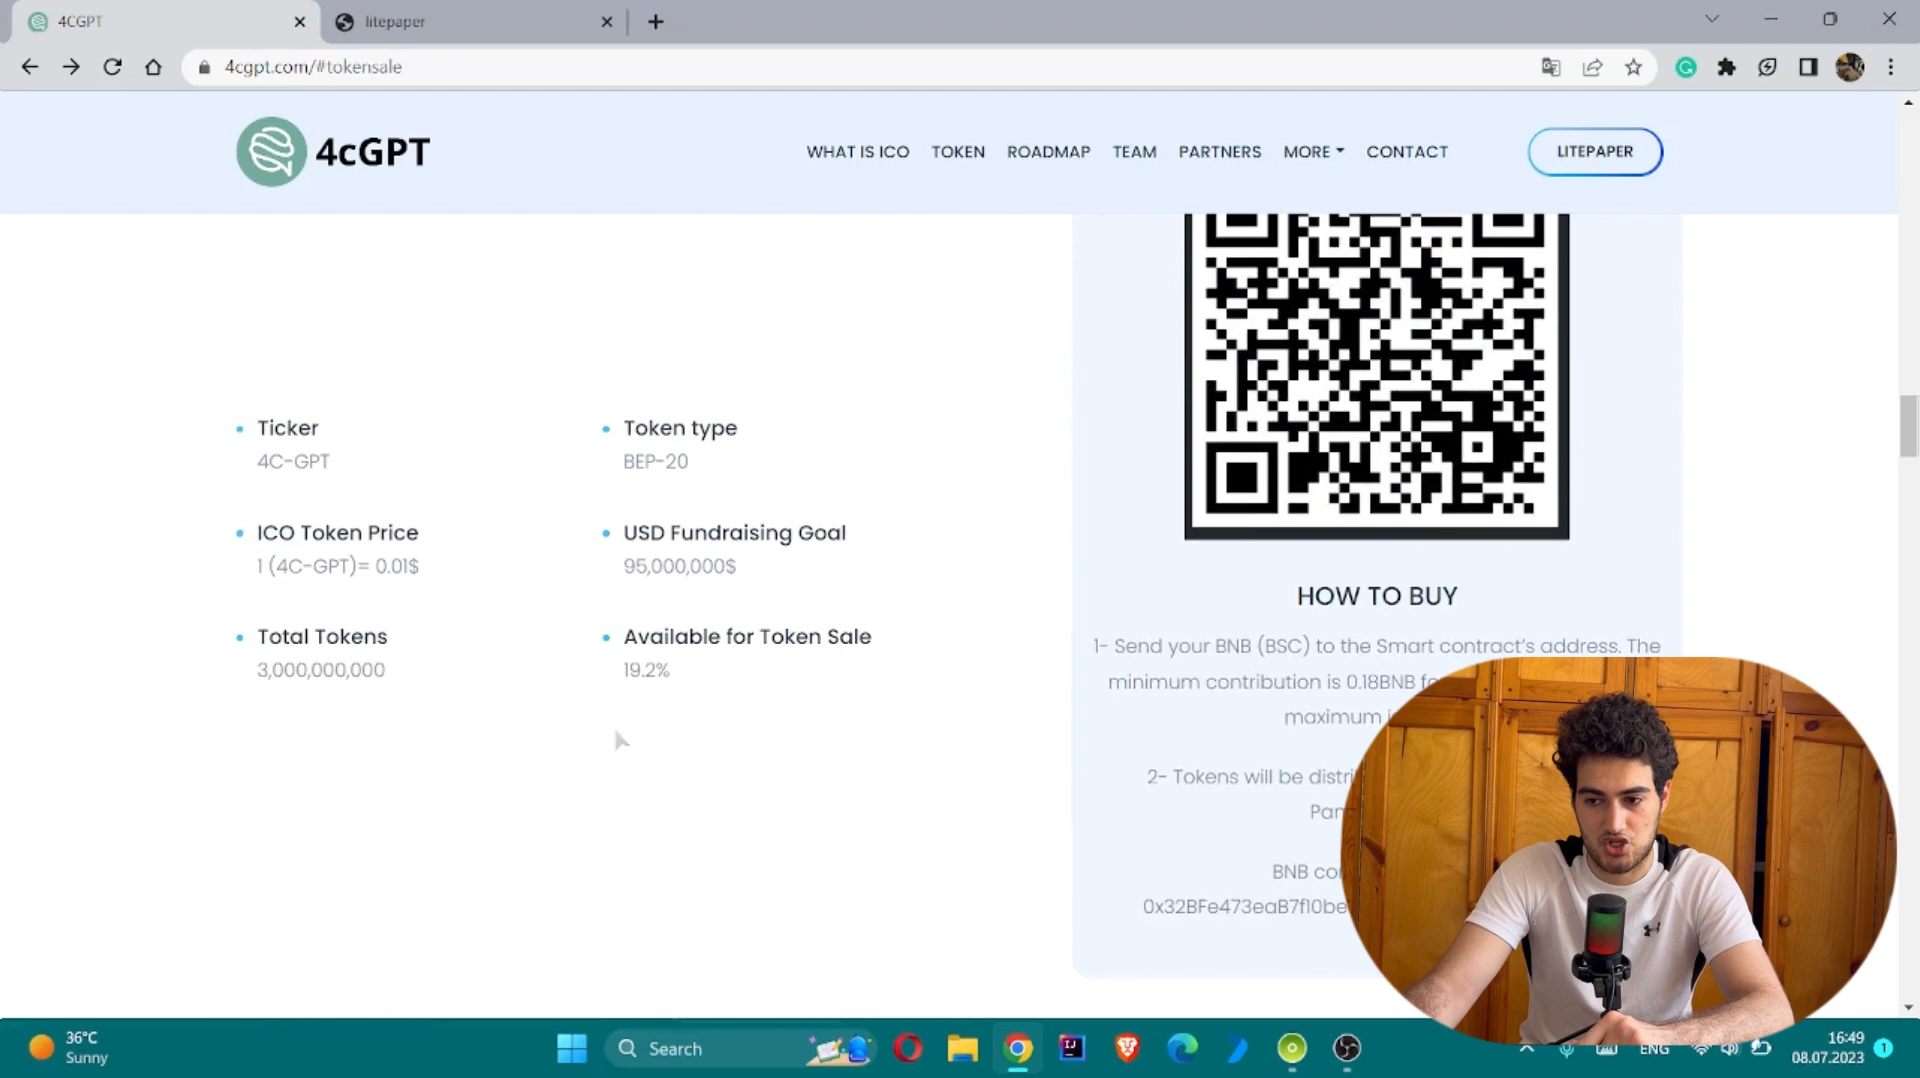 4CGPT
litepaper
4cgpt.com/#tokensale
4cGPT
WHAT IS ICO
TOKEN
ROADMAP
TEAM
PARTNERS
MORE
CONTACT
LITEPAPER
Ticker
4C-GPT
Token type
BEP-20
ICO Token Price
1 (4C-GPT)= 0.01$
USD Fundraising Goal
95,000,000$
Total Tokens
3,000,000,000
Available for Token Sale
19.2%
HOW TO BUY
1- Send your BNB (BSC) to the Smart contract's address. The
minimum contribution is 0.18BNB
maximum
2- Tokens will be
BNB
0x32BFe473eaB7f10be
36°C
Sunny
Search
ENG
16:49
08.07.2023
1